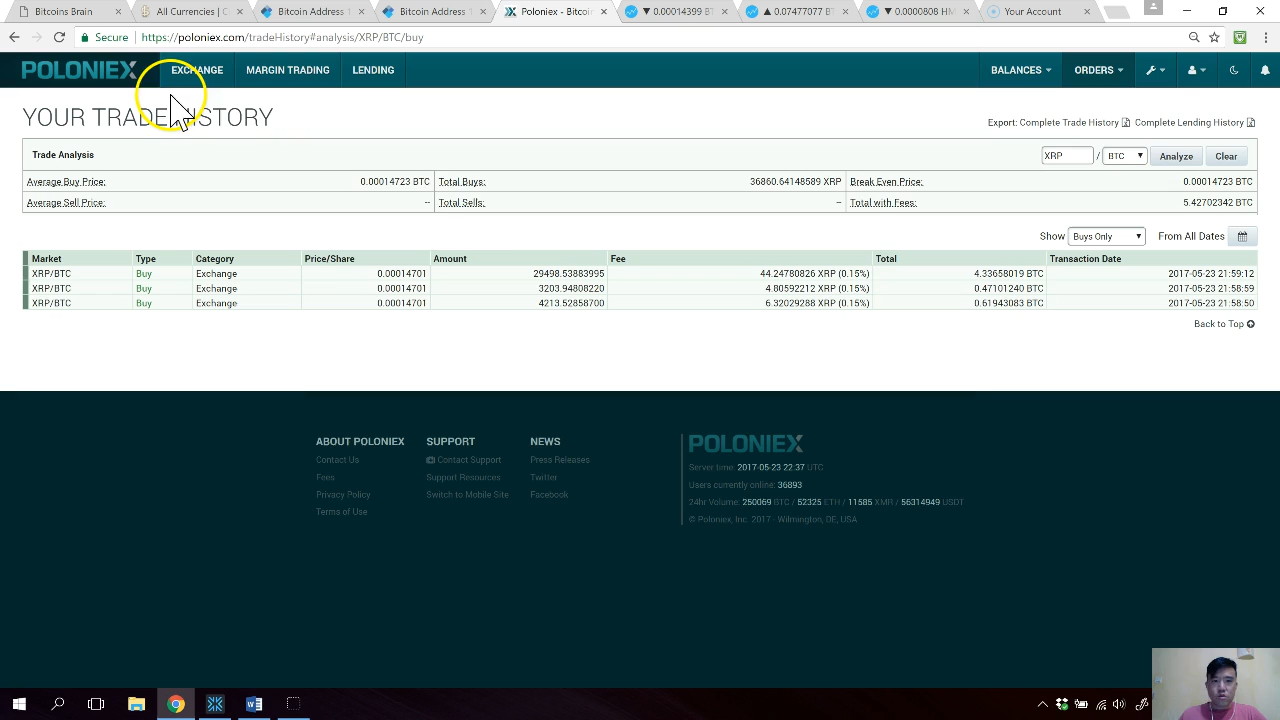 Bitcoin Brain
All Currencies
Bitcoin Address
Bitcoin Address
Poloniex - Bitcoin
▼ 0.00014399 BTC
▲ 0.07477077 BTC
▼ 0.0000808 HM
Your Account
Secure
https://poloniex.com/tradeHistory#analysis/XRP/BTC/buy
POLONIEX
EXCHANGE
MARGIN TRADING
LENDING
BALANCES
ORDERS
YOUR TRADE HISTORY
Export: Complete Trade History Complete Lending History
Trade Analysis
XRP / BTC Analyze Clear
Average Buy Price: 0.00014723 BTC Total Buys: 36860.64148589 XRP Break Even Price: 0.00014723 BTC
Average Sell Price: -- Total Sells: -- Total with Fees: 5.42702342 BTC
Show Buys Only From All Dates
Market Type Category Price/Share Amount Fee Total Transaction Date
XRP/BTC Buy Exchange 0.00014701 29498.53883995 44.24780826 XRP (0.15%) 4.33658019 BTC 2017-05-23 21:59:12
XRP/BTC Buy Exchange 0.00014701 3203.94808220 4.80592212 XRP (0.15%) 0.47101240 BTC 2017-05-23 21:58:59
XRP/BTC Buy Exchange 0.00014701 4213.52858700 6.32029288 XRP (0.15%) 0.61943083 BTC 2017-05-23 21:58:50
Back to Top
ABOUT POLONIEX
Contact Us
Fees
Privacy Policy
Terms of Use
SUPPORT
Contact Support
Support Resources
Switch to Mobile Site
NEWS
Press Releases
Twitter
Facebook
POLONIEX
Server time: 2017-05-23 22:37 UTC
Users currently online: 36893
24hr Volume: 250069 BTC / 52325 ETH / 11585 XMR / 56314949 USDT
© Poloniex, Inc. 2017 - Wilmington, DE, USA